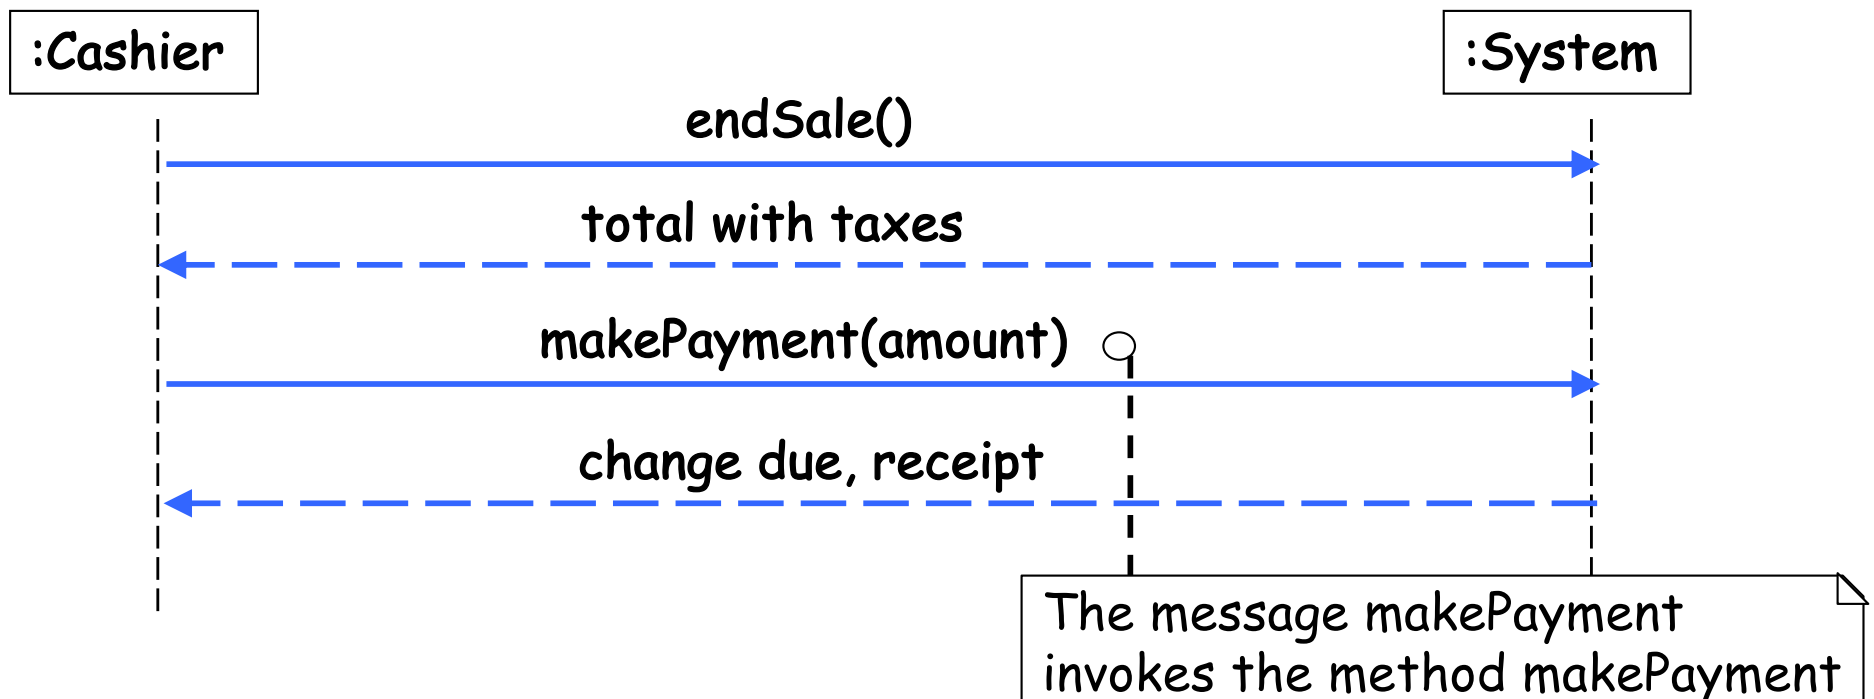 :Cashier
:System
endSale()
total with taxes
makePayment(amount)
change due, receipt
The message makePayment
invokes the method makePayment